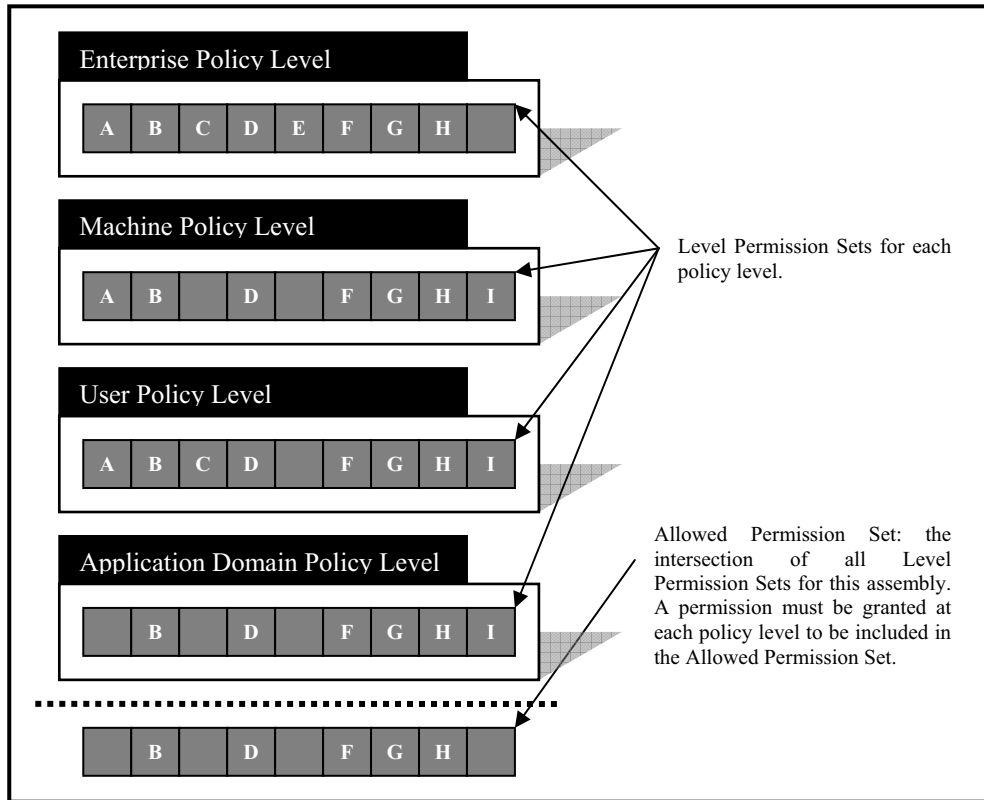 Enterprise Policy Level
A B C D E F G H
Machine Policy Level
A B D F G H I
Level Permission Sets for each
policy level.
User Policy Level
A B C D F G H I
Application Domain Policy Level
B D F G H I
Allowed Permission Set: the
intersection of all Level
Permission Sets for this assembly.
A permission must be granted at
each policy level to be included in
the Allowed Permission Set.
B D F G H